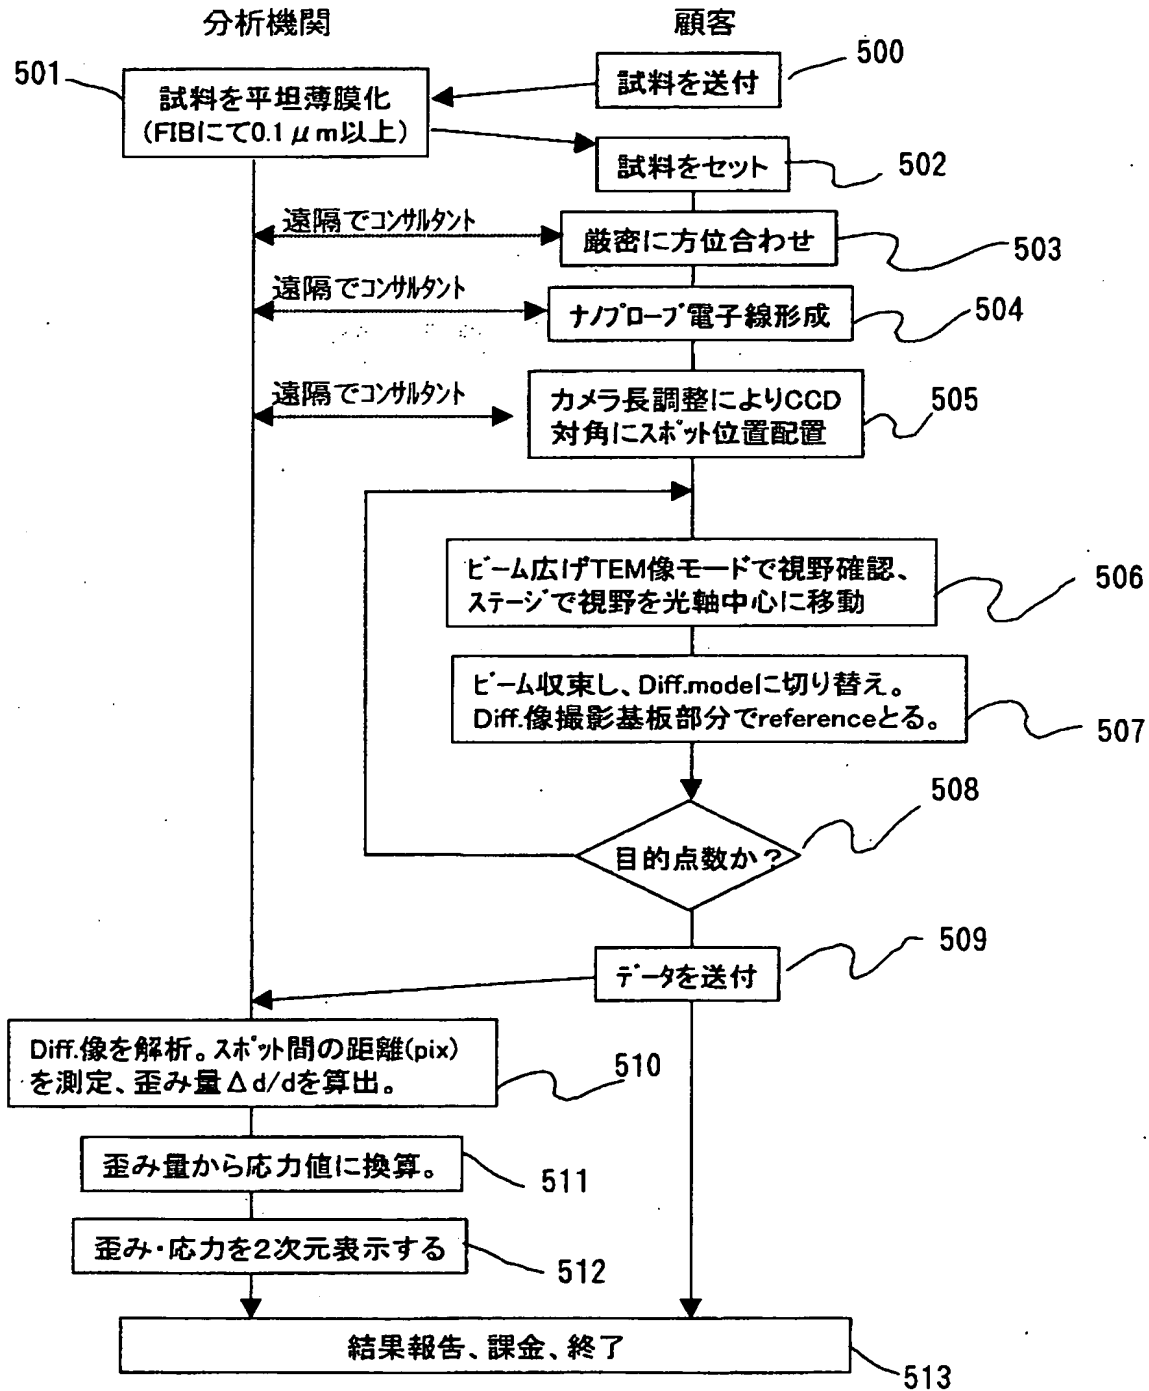 分析機関
顧客
試料を送付
500
501
試料を平坦薄膜化
(FIBにて0.1μm以上)
試料をセット
502
遠隔でコンサルタント
厳密に方位合わせ
503
遠隔でコンサルタント
ナノプローブ電子線形成
504
遠隔でコンサルタント
カメラ長調整によりCCD
対角にスポット位置配置
505
ビーム広げTEM像モードで視野確認、
ステージで視野を光軸中心に移動
506
ビーム収束し、Diff.modeに切り替え。
Diff.像撮影基板部分でreferenceとる。
507
目的点数か?
508
データを送付
509
Diff.像を解析。スポット間の距離(pix)
を測定、歪み量Δd/dを算出。
510
歪み量から応力値に換算。
511
歪み・応力を2次元表示する
512
結果報告、課金、終了
513